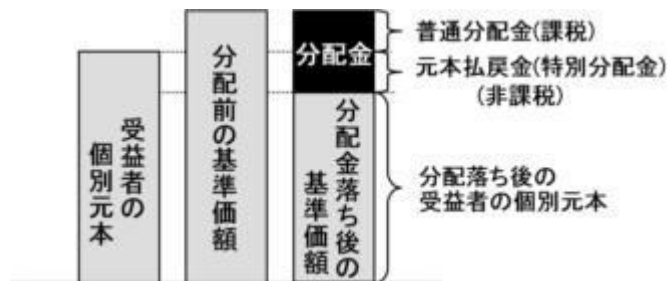 受益者の
個別元本
分配前の基準価額
分配金
分配金落ち後の
基準価額
普通分配金(課税)
元本払戻金(特別分配金)
(非課税)
分配落ち後の
受益者の個別元本